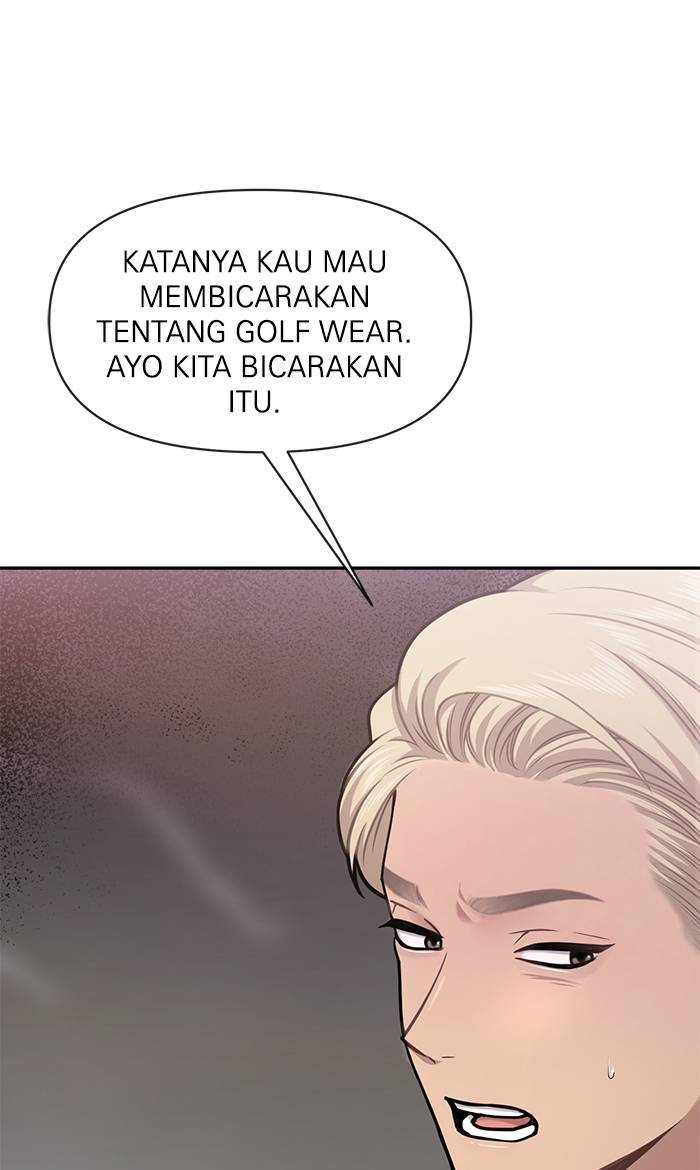 KATANYA KAU MAU
MEMBICARAKAN
TENTANG GOLF WEAR.
AYO KITA BICARAKAN
ITU.